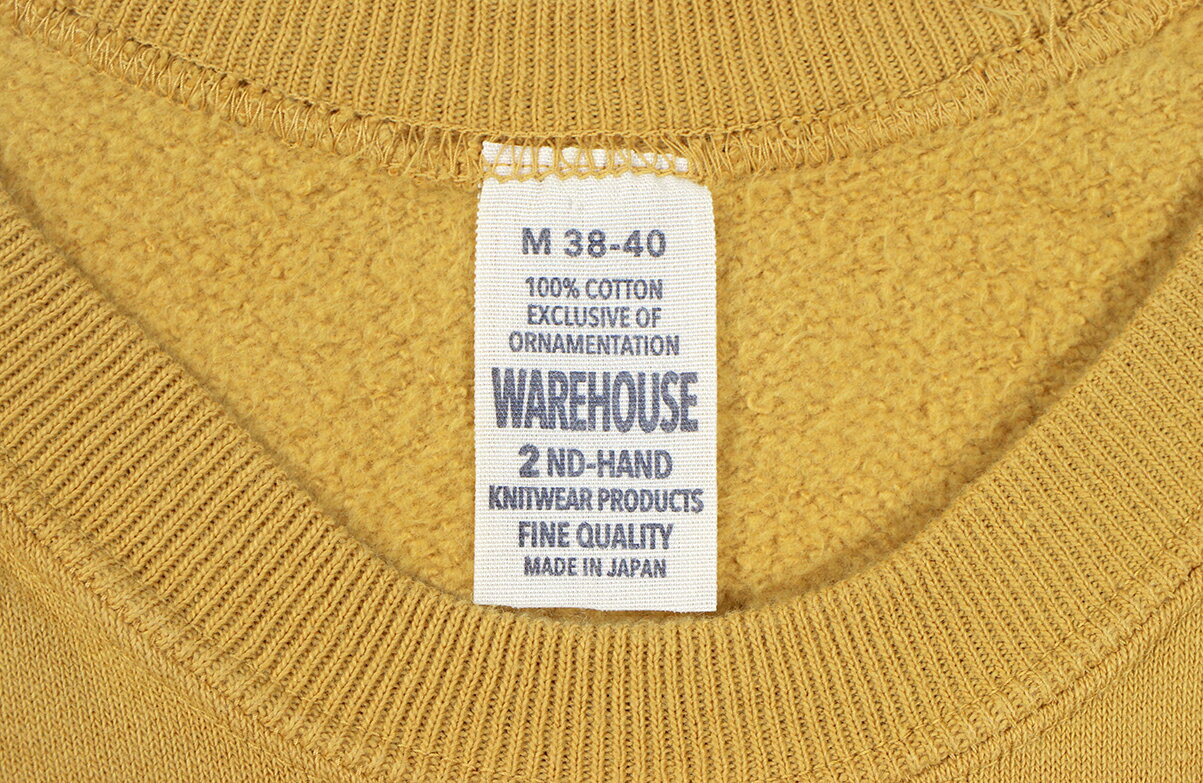 M 38-40
100% COTTON
EXCLUSIVE OF
ORNAMENTATION
WAREHOUSE
2 ND-HAND
KNITWEAR PRODUCTS
FINE QUALITY
MADE IN JAPAN